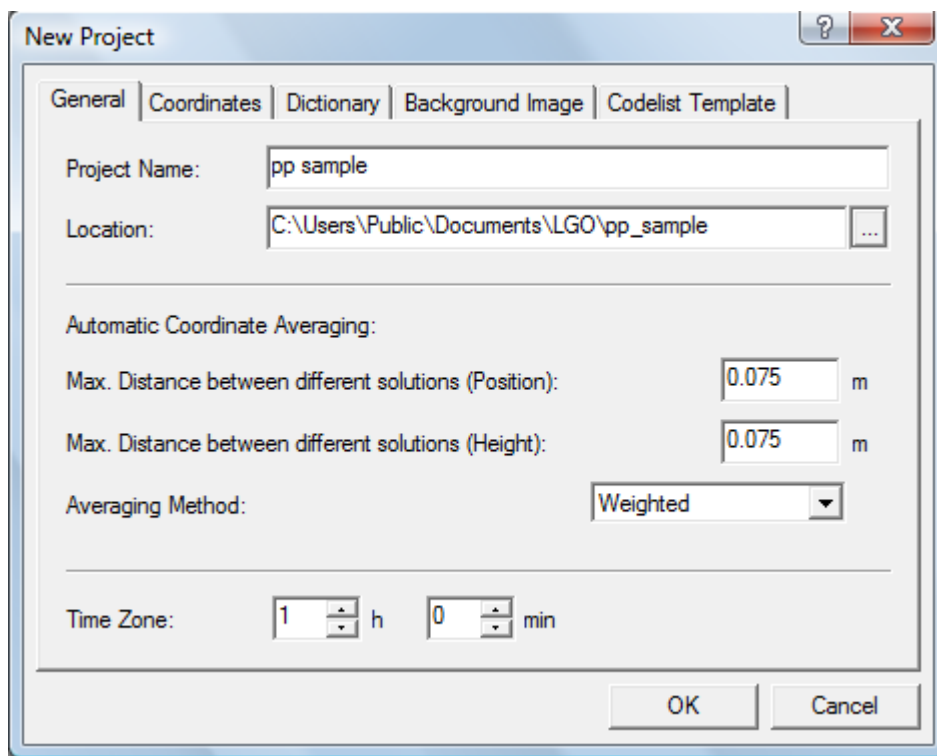 New Project
General Coordinates Dictionary Background Image Codelist Template
Project Name: pp sample
Location: C:\Users\Public\Documents\LGO\pp_sample ...
Automatic Coordinate Averaging:
Max. Distance between different solutions (Position): 0.075 m
Max. Distance between different solutions (Height): 0.075 m
Averaging Method: Weighted
Time Zone: 1 h 0 min
OK Cancel